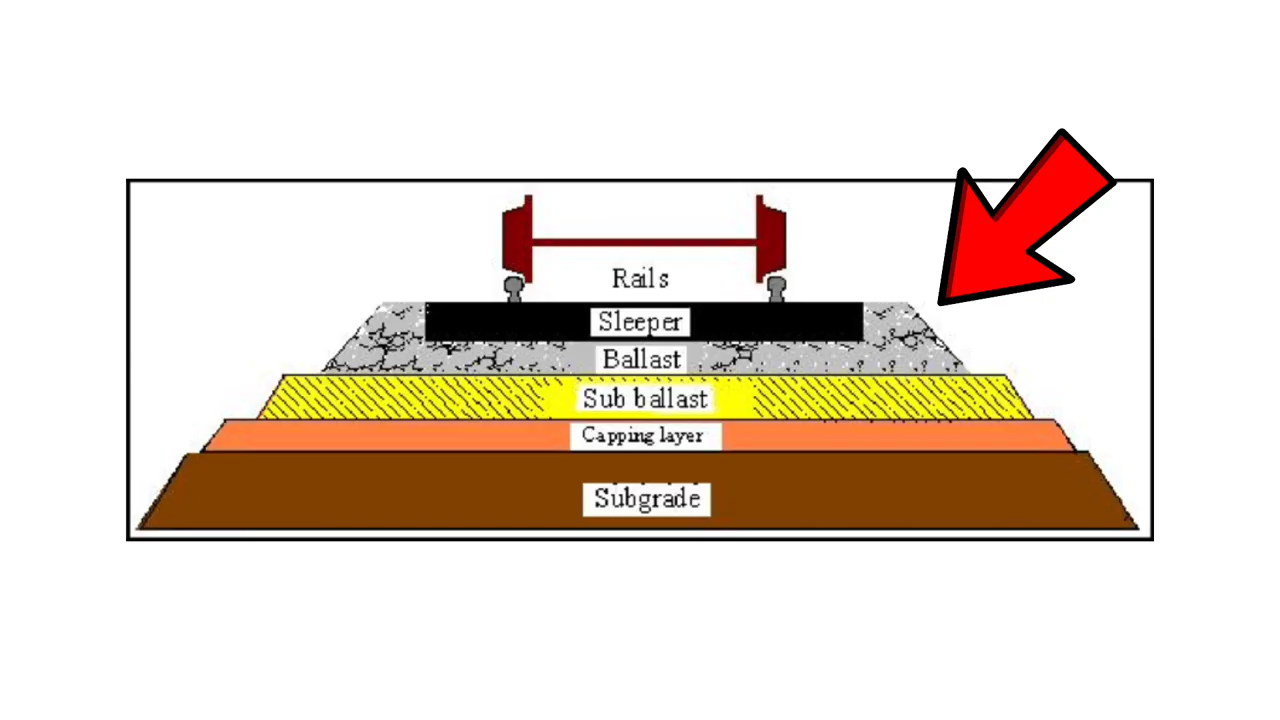 Rails
Sleeper
Ballast
Sub ballast
Capping layer
Subgrade